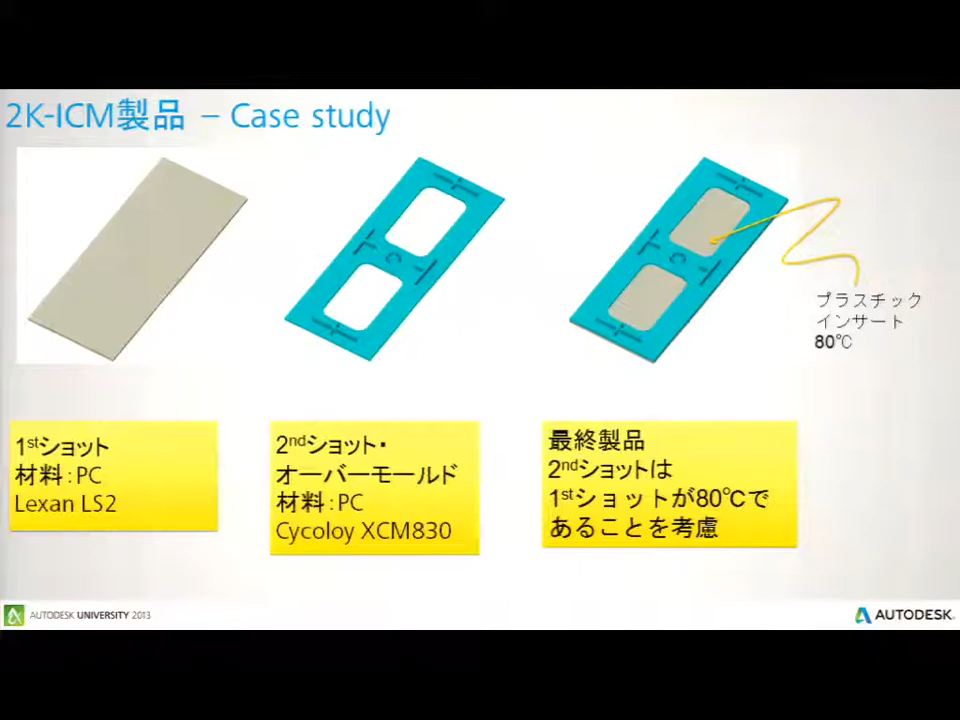 2K-ICM製品 – Case study
プラスチック
インサート
80℃
1stショット
材料：PC
Lexan LS2
2ndショット・
オーバーモールド
材料：PC
Cycoloy XCM830
最終製品
2ndショットは
1stショットが80℃で
あることを考慮
AUTODESK UNIVERSITY 2013
AUTODESK.